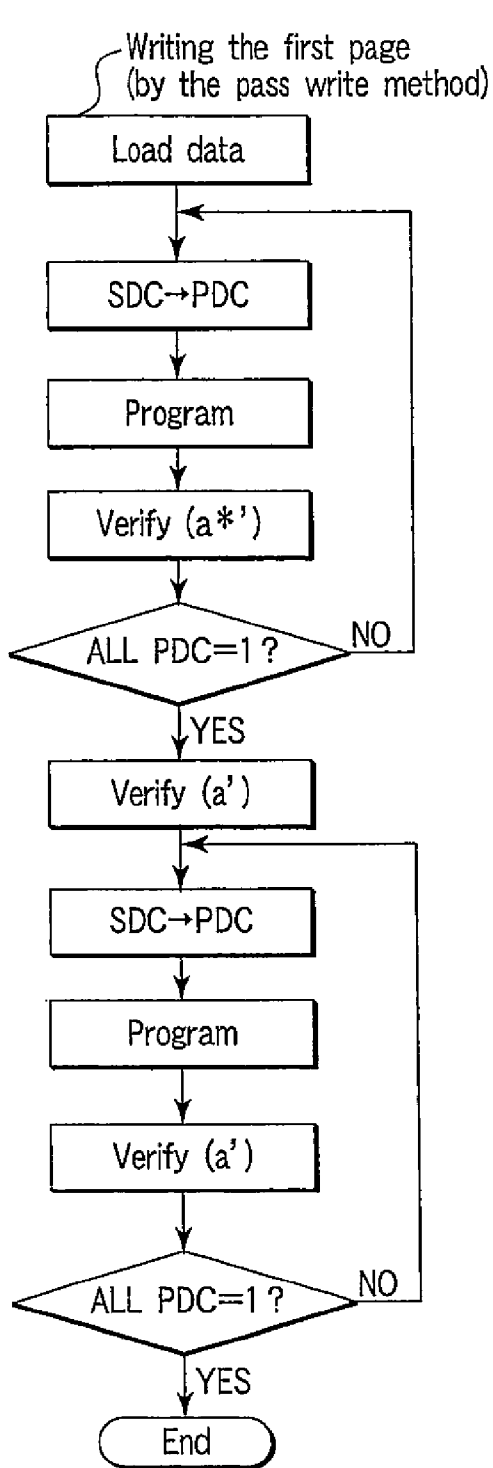 Writing the first page
(by the pass write method)
Load data
SDC→PDC
Program
Verify (a*')
ALL PDC=1?
NO
YES
Verify (a')
SDC→PDC
Program
Verify (a')
ALL PDC=1?
NO
YES
End